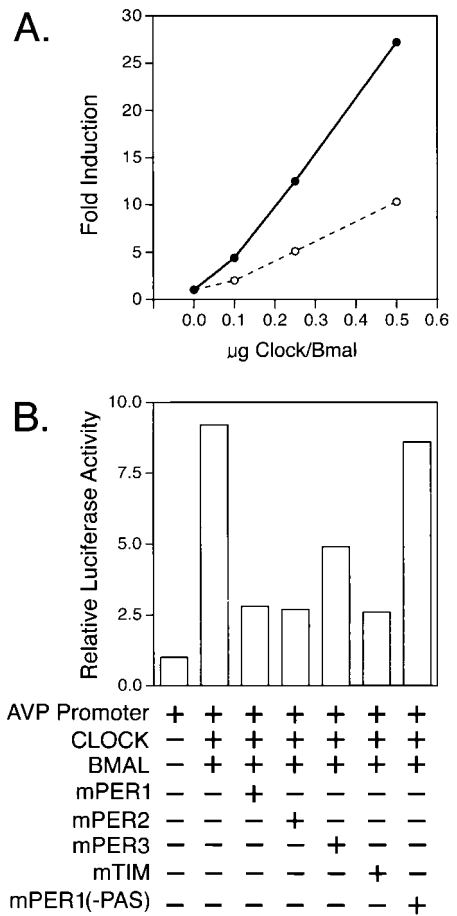 A.
Fold Induction
30
25
20
15
10
5
0
0.0 0.1 0.2 0.3 0.4 0.5 0.6
µg Clock/Bmal
B.
Relative Luciferase Activity
10.0
7.5
5.0
2.5
0.0
AVP Promoter + + + + + + +
CLOCK − + + + + + +
BMAL − + + + + + +
mPER1 − − + − − − −
mPER2 − − − + − − −
mPER3 − − − − + − −
mTIM − − − − − + −
mPER1(-PAS) − − − − − − +